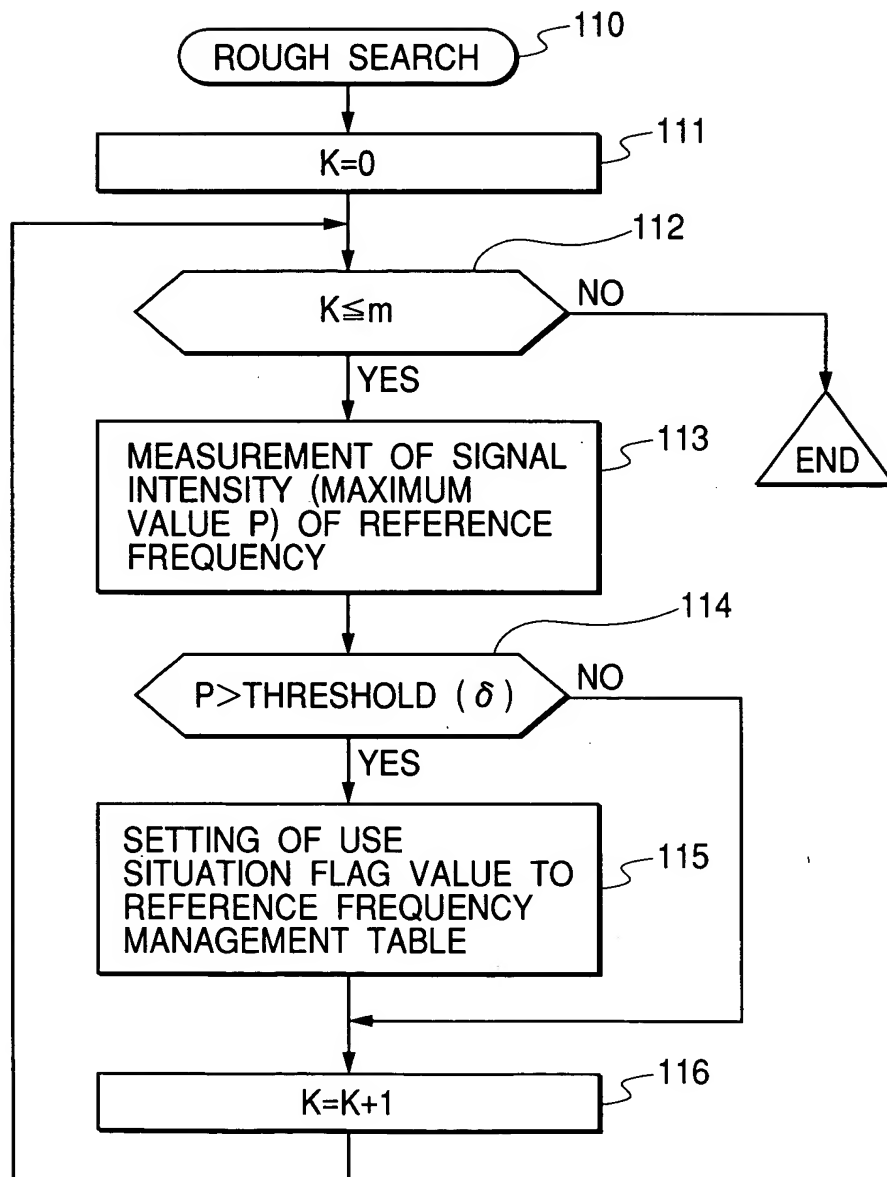 110
ROUGH SEARCH
111
K=0
112
K≦m
NO
YES
END
113
MEASUREMENT OF SIGNAL
INTENSITY (MAXIMUM
VALUE P) OF REFERENCE
FREQUENCY
114
P>THRESHOLD (δ)
NO
YES
115
SETTING OF USE
SITUATION FLAG VALUE TO
REFERENCE FREQUENCY
MANAGEMENT TABLE
116
K=K+1